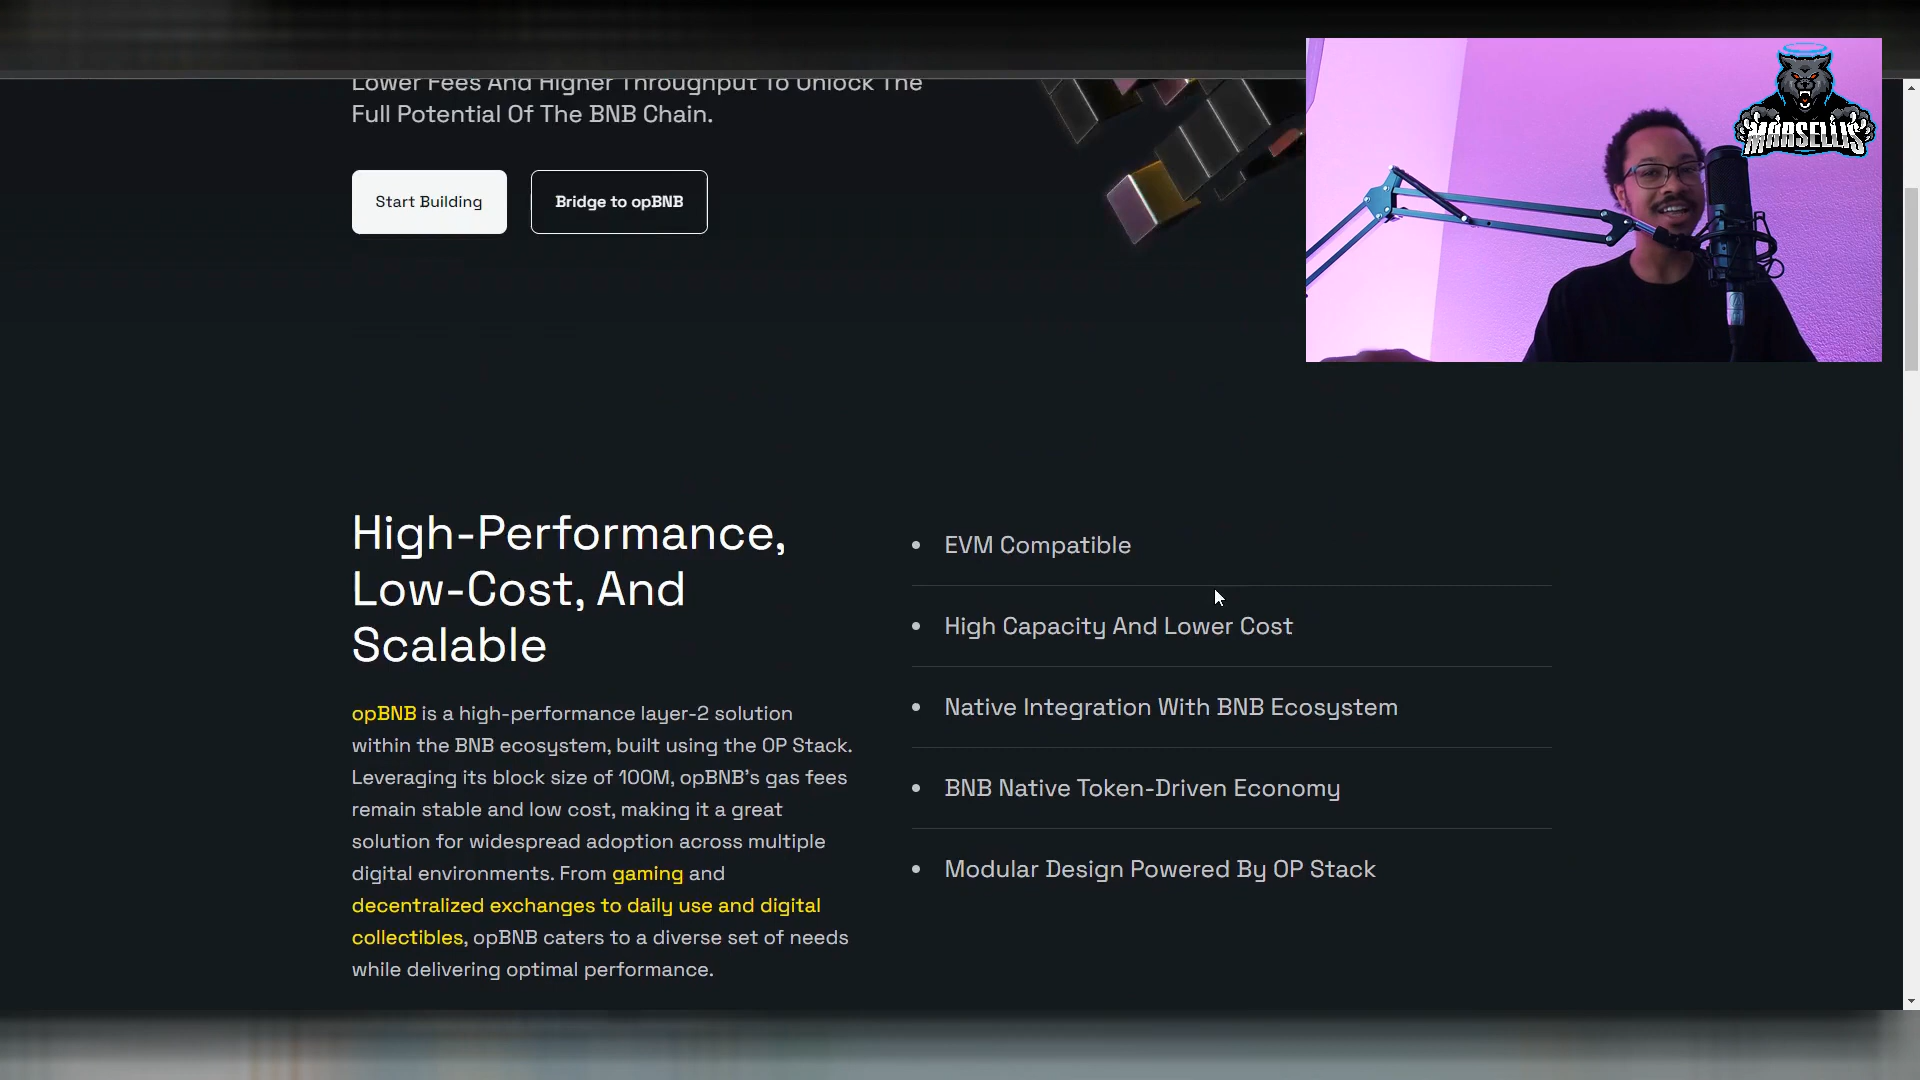 Lower Fees And Higher Throughput To Unlock The
Full Potential Of The BNB Chain.
Start Building
Bridge to opBNB
MARSELLIS
High-Performance,
Low-Cost, And
Scalable
opBNB is a high-performance layer-2 solution
within the BNB ecosystem, built using the OP Stack.
Leveraging its block size of 100M, opBNB's gas fees
remain stable and low cost, making it a great
solution for widespread adoption across multiple
digital environments. From gaming and
decentralized exchanges to daily use and digital
collectibles, opBNB caters to a diverse set of needs
while delivering optimal performance.
EVM Compatible
High Capacity And Lower Cost
Native Integration With BNB Ecosystem
BNB Native Token-Driven Economy
Modular Design Powered By OP Stack